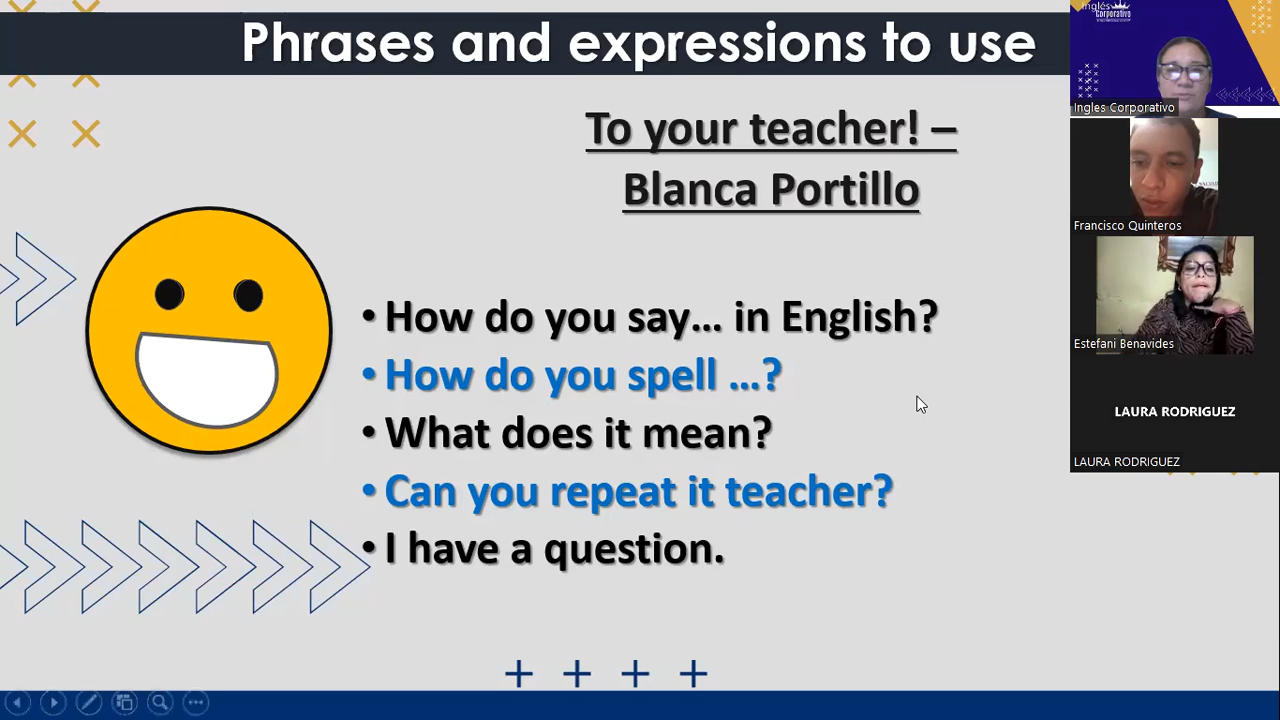 Phrases and expressions to use
To your teacher! –
Blanca Portillo
• How do you say... in English?
• How do you spell ...?
• What does it mean?
• Can you repeat it teacher?
• I have a question.
Inglés
corporativo
Ingles Corporativo
Francisco Quinteros
Estefani Benavides
LAURA RODRIGUEZ
LAURA RODRIGUEZ